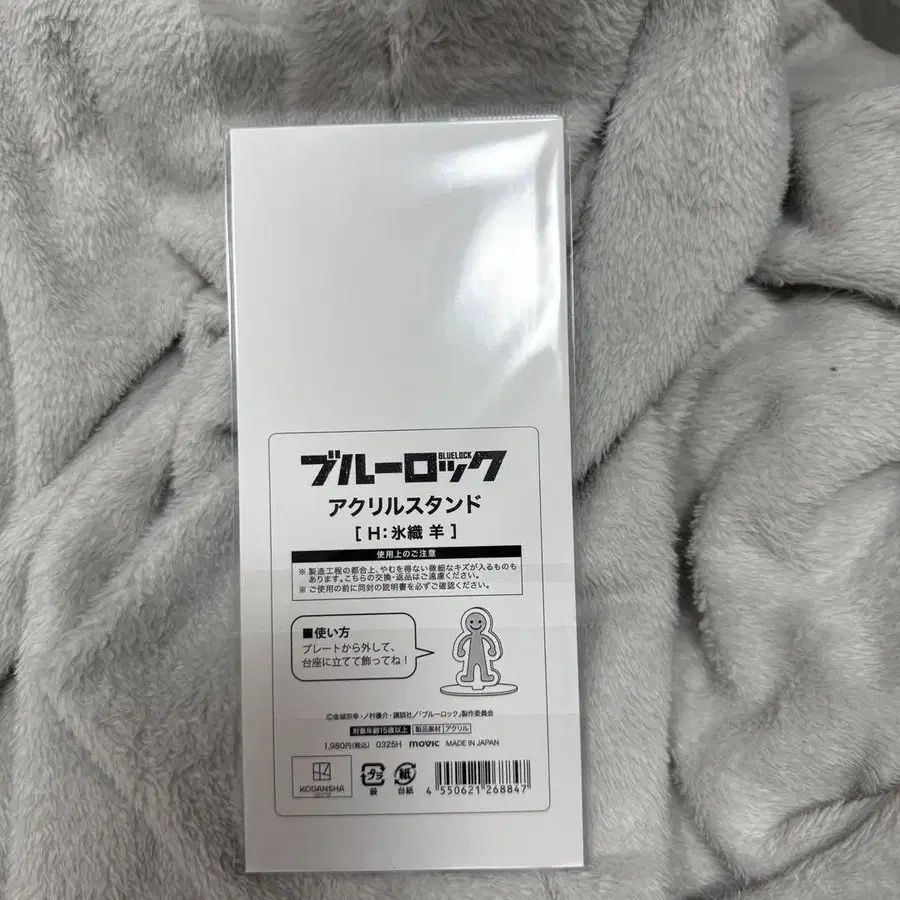 ブルーロック
BLUELOCK
アクリルスタンド
[ H：氷織 羊 ]
使用上のご注意
※ 製造工程の都合上、やむを得ない微細なキズが入るものも
あります。こちらの交換・返品はご遠慮ください。
※ ご使用の前に同封の説明書を必ずご確認ください。
■使い方
プレートから外して、
台座に立てて飾ってね！
©金城宗幸・ノ村優介・講談社／「ブルーロック」製作委員会
対象年齢15歳以上 製品素材 アクリル
1,980円(税込) 0325H movic MADE IN JAPAN
KODANSHA
プラ
袋
紙
台紙
4 550621 268847